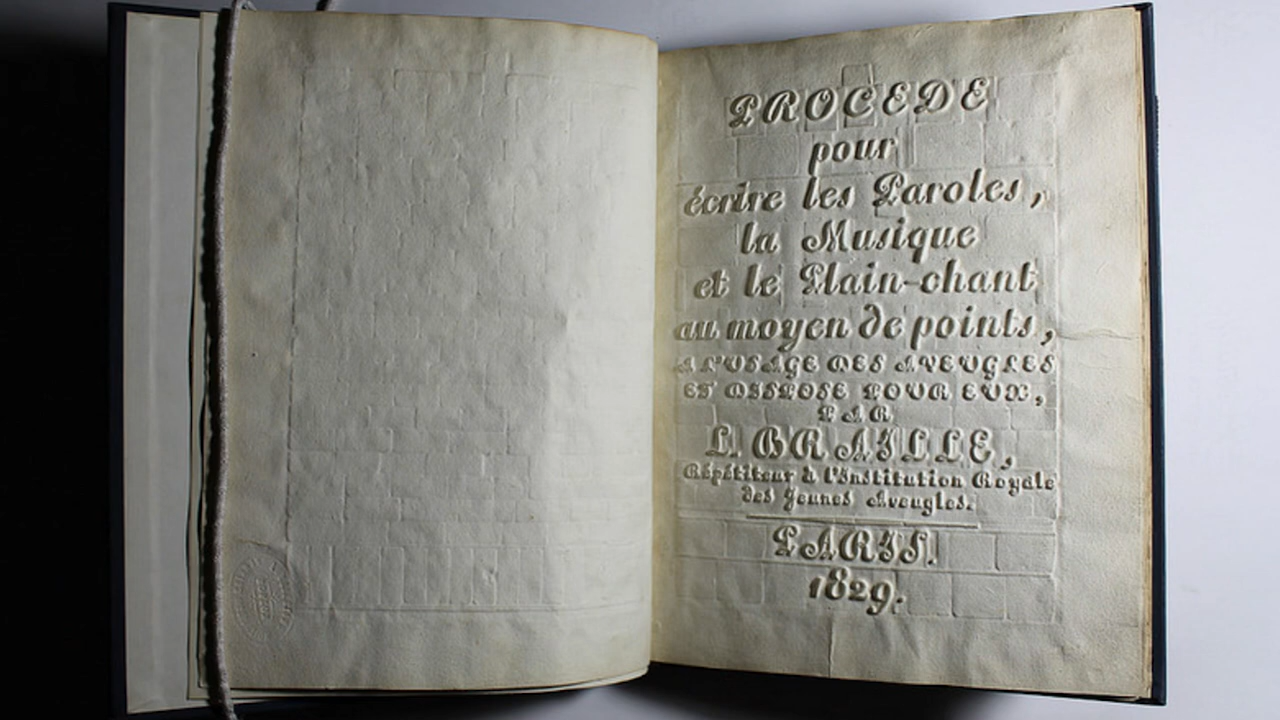 PROCEDE
pour
écrire les Paroles,
la Musique
et le Plain-chant
au moyen de points,
A L'USAGE DES AVEUGLES
ET DISPOSE POUR EUX,
PAR
L. BRAILLE,
Répétiteur à l'Institution Royale
des Jeunes Aveugles.
PARIS.
1829.